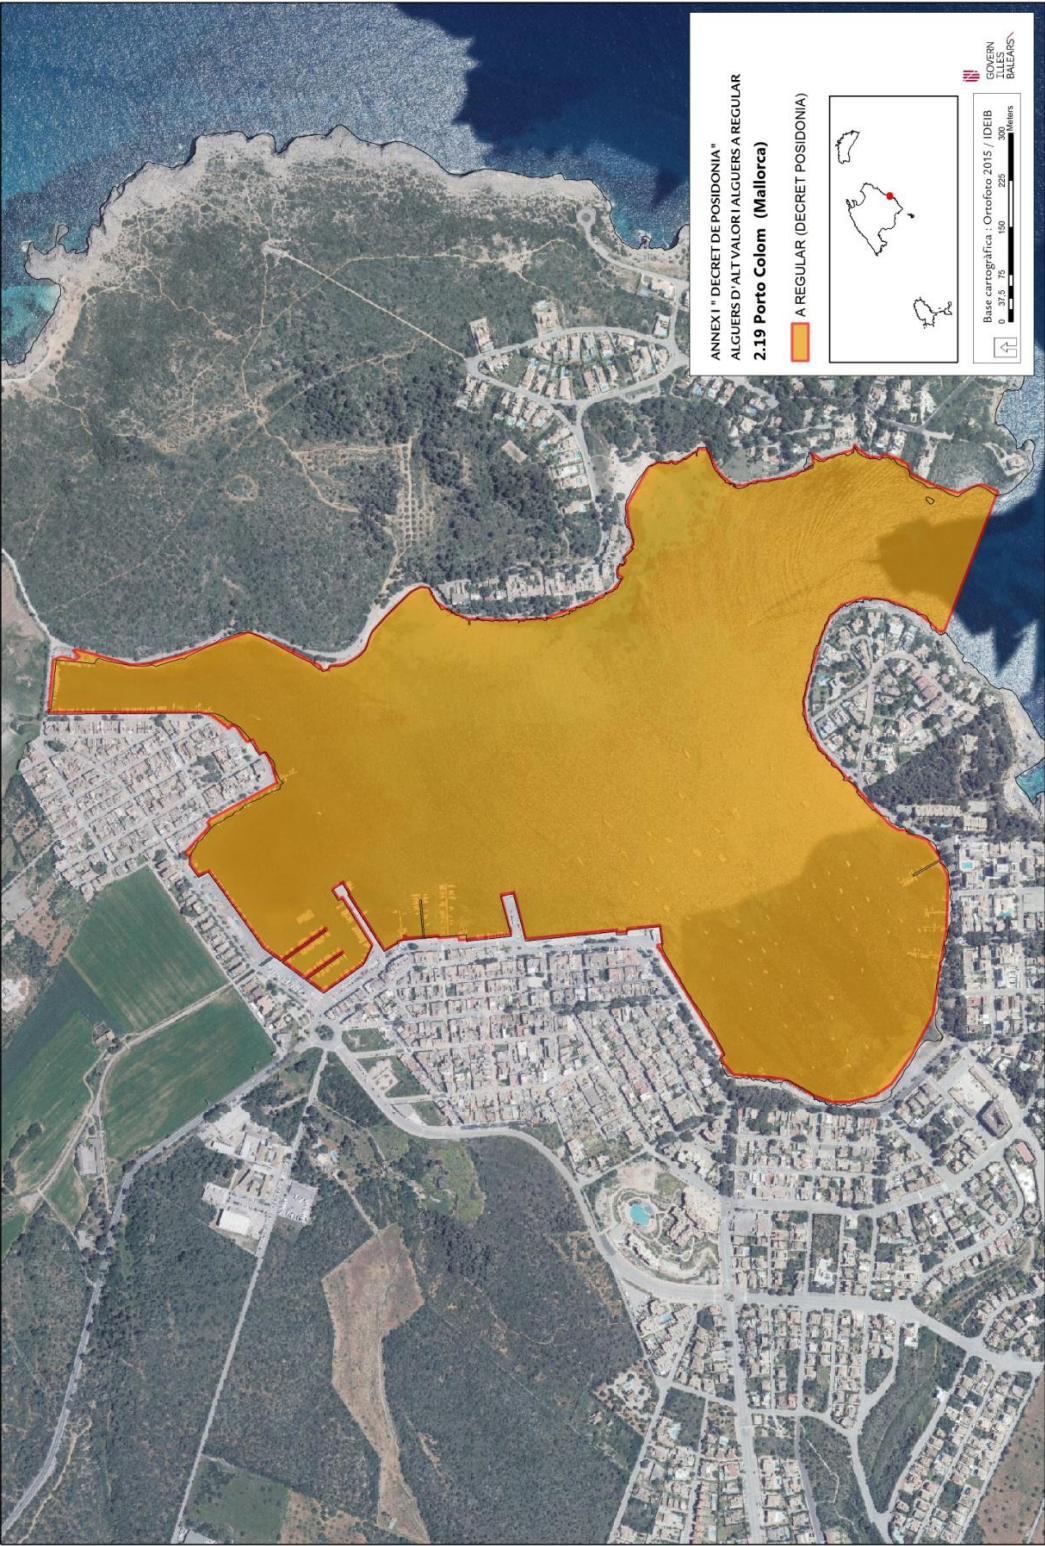 ANNEX I " DECRET DE POSIDONIA"
ALGUERS D'ALT VALOR I ALGUERS A REGULAR
2.19 Porto Colom (Mallorca)
A REGULAR (DECRET POSIDONIA)
Base cartogràfica : Ortofoto 2015 / IDEIB
0 37,5 75 150 225 300
Meters
GOVERN
ILLES
BALEARS